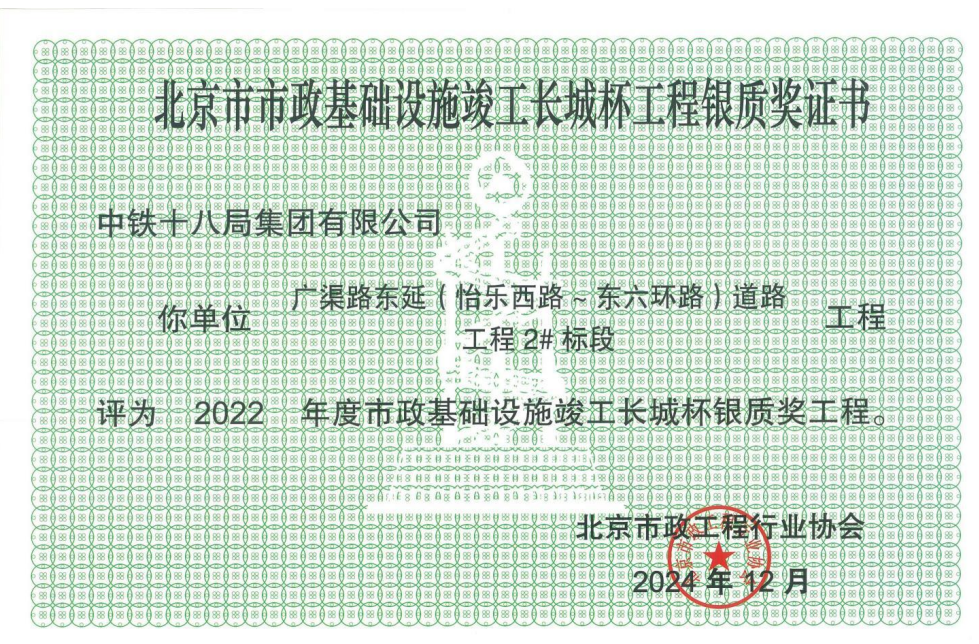 北京市市政基础设施竣工长城杯工程银质奖证书
中铁十八局集团有限公司
你单位 广渠路东延（怡乐西路～东六环路）道路 工程
工程 2# 标段
评为 2022 年度市政基础设施竣工长城杯银质奖工程。
北京市政工程行业协会
2024 年 12 月